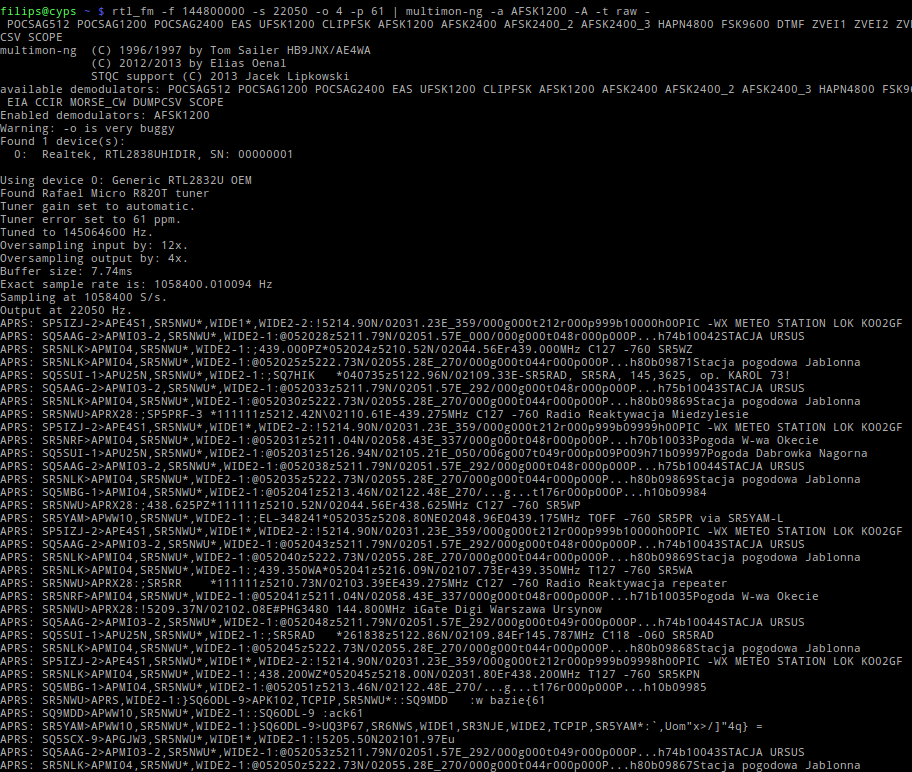 filips@cyps ~ $ rtl_fm -f 144800000 -s 22050 -o 4 -p 61 | multimon-ng -a AFSK1200 -A -t raw -
 POCSAG512 POCSAG1200 POCSAG2400 EAS UFSK1200 CLIPFSK AFSK1200 AFSK2400 AFSK2400_2 AFSK2400_3 HAPN4800 FSK9600 DTMF ZVEI1 ZVEI2 ZV
CSV SCOPE
multimon-ng  (C) 1996/1997 by Tom Sailer HB9JNX/AE4WA
             (C) 2012/2013 by Elias Oenal
             STQC support (C) 2013 Jacek Lipkowski
available demodulators: POCSAG512 POCSAG1200 POCSAG2400 EAS UFSK1200 CLIPFSK AFSK1200 AFSK2400 AFSK2400_2 AFSK2400_3 HAPN4800 FSK96
 EIA CCIR MORSE_CW DUMPCSV SCOPE
Enabled demodulators: AFSK1200
Warning: -o is very buggy
Found 1 device(s):
  0:  Realtek, RTL2838UHIDIR, SN: 00000001

Using device 0: Generic RTL2832U OEM
Found Rafael Micro R820T tuner
Tuner gain set to automatic.
Tuner error set to 61 ppm.
Tuned to 145064600 Hz.
Oversampling input by: 12x.
Oversampling output by: 4x.
Buffer size: 7.74ms
Exact sample rate is: 1058400.010094 Hz
Sampling at 1058400 S/s.
Output at 22050 Hz.
APRS: SP5IZJ-2>APE4S1,SR5NWU*,WIDE1*,WIDE2-2:!5214.90N/02031.23E_359/000g000t212r000p999b10000h00PIC -WX METEO STATION LOK KO02GF
APRS: SQ5AAG-2>APMI03-2,SR5NWU*,WIDE2-1:@052028z5211.79N/02051.57E_000/000g000t048r000p000P...h74b10042STACJA URSUS
APRS: SR5NLK>APMI04,SR5NWU*,WIDE2-1:;439.000PZ*052024z5210.52N/02044.56Er439.000MHz C127 -760 SR5WZ
APRS: SR5NLK>APMI04,SR5NWU*,WIDE2-1:@052025z5222.73N/02055.28E_270/000g000t044r000p000P...h80b09871Stacja pogodowa Jablonna
APRS: SQ5SUI-1>APU25N,SR5NWU*,WIDE2-1:;SQ7HIK   *040735z5122.96N/02109.33E-SR5RAD, SR5RA, 145,3625, op. KAROL 73!
APRS: SQ5AAG-2>APMI03-2,SR5NWU*,WIDE2-1:@052033z5211.79N/02051.57E_292/000g000t048r000p000P...h75b10043STACJA URSUS
APRS: SR5NLK>APMI04,SR5NWU*,WIDE2-1:@052030z5222.73N/02055.28E_270/000g000t044r000p000P...h80b09869Stacja pogodowa Jablonna
APRS: SR5NWU>APRX28:;SP5PRF-3 *111111z5212.42N\02110.61E-439.275MHz C127 -760 Radio Reaktywacja Miedzylesie
APRS: SP5IZJ-2>APE4S1,SR5NWU*,WIDE1*,WIDE2-2:!5214.90N/02031.23E_359/000g000t212r000p999b09999h00PIC -WX METEO STATION LOK KO02GF
APRS: SR5NRF>APMI04,SR5NWU*,WIDE2-1:@052031z5211.04N/02058.43E_337/000g000t048r000p000P...h70b10033Pogoda W-wa Okecie
APRS: SQ5SUI-1>APU25N,SR5NWU*,WIDE2-1:@052031z5126.94N/02105.21E_050/006g007t049r000p009P009h71b09997Pogoda Dabrowka Nagorna
APRS: SQ5AAG-2>APMI03-2,SR5NWU*,WIDE2-1:@052038z5211.79N/02051.57E_292/000g000t048r000p000P...h75b10044STACJA URSUS
APRS: SR5NLK>APMI04,SR5NWU*,WIDE2-1:@052035z5222.73N/02055.28E_270/000g000t044r000p000P...h80b09869Stacja pogodowa Jablonna
APRS: SQ5MBG-1>APMI04,SR5NWU*,WIDE2-1:@052041z5213.46N/02122.48E_270/...g...t176r000p000P...h10b09984
APRS: SR5NWU>APRX28:;438.625PZ*111111z5210.52N/02044.56Er438.625MHz C127 -760 SR5WP
APRS: SR5YAM>APWW10,SR5NWU*,WIDE2-1:;EL-348241*052035z5208.80NE02048.96E0439.175MHz TOFF -760 SR5PR via SR5YAM-L
APRS: SP5IZJ-2>APE4S1,SR5NWU*,WIDE1*,WIDE2-2:!5214.90N/02031.23E_359/000g000t212r000p999b10000h00PIC -WX METEO STATION LOK KO02GF
APRS: SQ5AAG-2>APMI03-2,SR5NWU*,WIDE2-1:@052043z5211.79N/02051.57E_292/000g000t048r000p000P...h74b10043STACJA URSUS
APRS: SR5NLK>APMI04,SR5NWU*,WIDE2-1:@052040z5222.73N/02055.28E_270/000g000t044r000p000P...h80b09869Stacja pogodowa Jablonna
APRS: SR5NLK>APMI04,SR5NWU*,WIDE2-1:;439.350WA*052041z5216.09N/02107.73Er439.350MHz T127 -760 SR5WA
APRS: SR5NWU>APRX28:;SR5RR    *111111z5210.73N/02103.39EE439.275MHz C127 -760 Radio Reaktywacja repeater
APRS: SR5NRF>APMI04,SR5NWU*,WIDE2-1:@052041z5211.04N/02058.43E_337/000g000t048r000p000P...h71b10035Pogoda W-wa Okecie
APRS: SR5NWU>APRX28:!5209.37N/02102.08E#PHG3480 144.800MHz iGate Digi Warszawa Ursynow
APRS: SQ5AAG-2>APMI03-2,SR5NWU*,WIDE2-1:@052048z5211.79N/02051.57E_292/000g000t048r000p000P...h74b10044STACJA URSUS
APRS: SQ5SUI-1>APU25N,SR5NWU*,WIDE2-1:;SR5RAD   *261838z5122.86N/02109.84Er145.787MHz C118 -060 SR5RAD
APRS: SR5NLK>APMI04,SR5NWU*,WIDE2-1:@052045z5222.73N/02055.28E_270/000g000t044r000p000P...h80b09868Stacja pogodowa Jablonna
APRS: SP5IZJ-2>APE4S1,SR5NWU*,WIDE1*,WIDE2-2:!5214.90N/02031.23E_359/000g000t212r000p999b09998h00PIC -WX METEO STATION LOK KO02GF
APRS: SR5NLK>APMI04,SR5NWU*,WIDE2-1:;438.200WZ*052045z5218.00N/02031.80Er438.200MHz T127 -760 SR5KPN
APRS: SQ5MBG-1>APMI04,SR5NWU*,WIDE2-1:@052051z5213.46N/02122.48E_270/...g...t176r000p000P...h10b09985
APRS: SR5NWU>APRS,WIDE2-1:}SQ6ODL-9>APK102,TCPIP,SR5NWU*::SQ9MDD   :w bazie{61
APRS: SQ9MDD>APWW10,SR5NWU*,WIDE2-1::SQ6ODL-9 :ack61
APRS: SR5YAM>APWW10,SR5NWU*,WIDE2-1:}SQ6ODL-9>UQ3P67,SR6NWS,WIDE1,SR3NJE,WIDE2,TCPIP,SR5YAM*:`,Uom"x>/]"4q} =
APRS: SQ5SCX-9>APGJW3,SR5NWU*,WIDE1*,WIDE2-2:!5205.50N202101.97Eu
APRS: SQ5AAG-2>APMI03-2,SR5NWU*,WIDE2-1:@052053z5211.79N/02051.57E_292/000g000t049r000p000P...h74b10043STACJA URSUS
APRS: SR5NLK>APMI04,SR5NWU*,WIDE2-1:@052050z5222.73N/02055.28E_270/000g000t044r000p000P...h80b09867Stacja pogodowa Jablonna